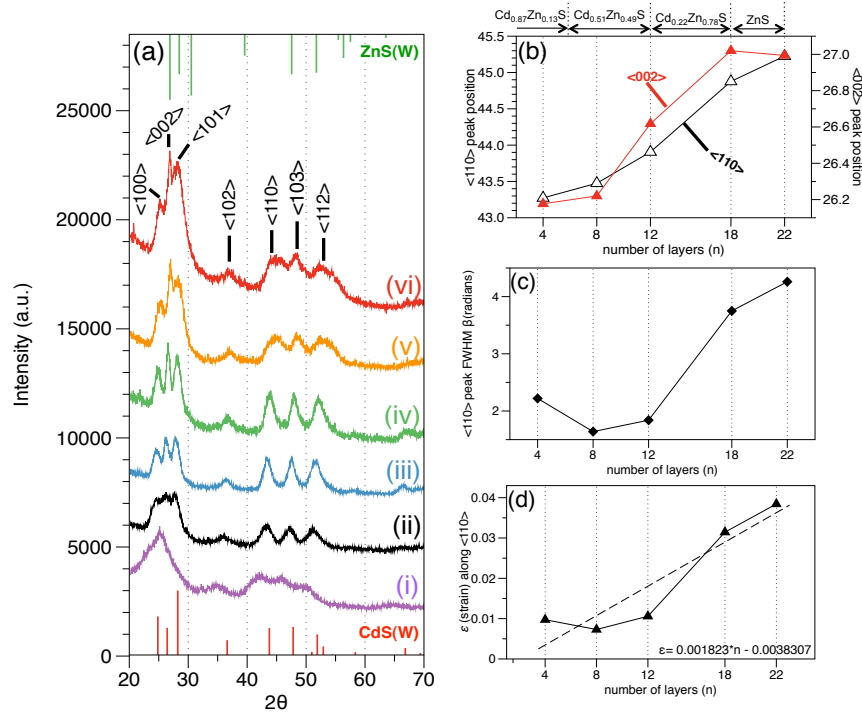 (a)
ZnS(W)
<100>
<002>
<101>
<102>
<110>
<103>
<112>
(vi)
(v)
(iv)
(iii)
(ii)
(i)
CdS(W)
Intensity (a.u.)
25000
20000
15000
10000
5000
0
20 30 40 50 60 70
2θ
Cd0.87Zn0.13S Cd0.51Zn0.49S Cd0.22Zn0.78S ZnS
(b)
<002>
<110>
<110> peak position
45.5
45.0
44.5
44.0
43.5
43.0
<002> peak position
27.0
26.8
26.6
26.4
26.2
4 8 12 18 22
number of layers (n)
(c)
<110> peak FWHM β(radians)
4
3
2
4 8 12 18 22
number of layers (n)
(d)
ε (strain) along <110>
0.04
0.03
0.02
0.01
0
ε= 0.001823*n - 0.0038307
4 8 12 18 22
number of layers (n)